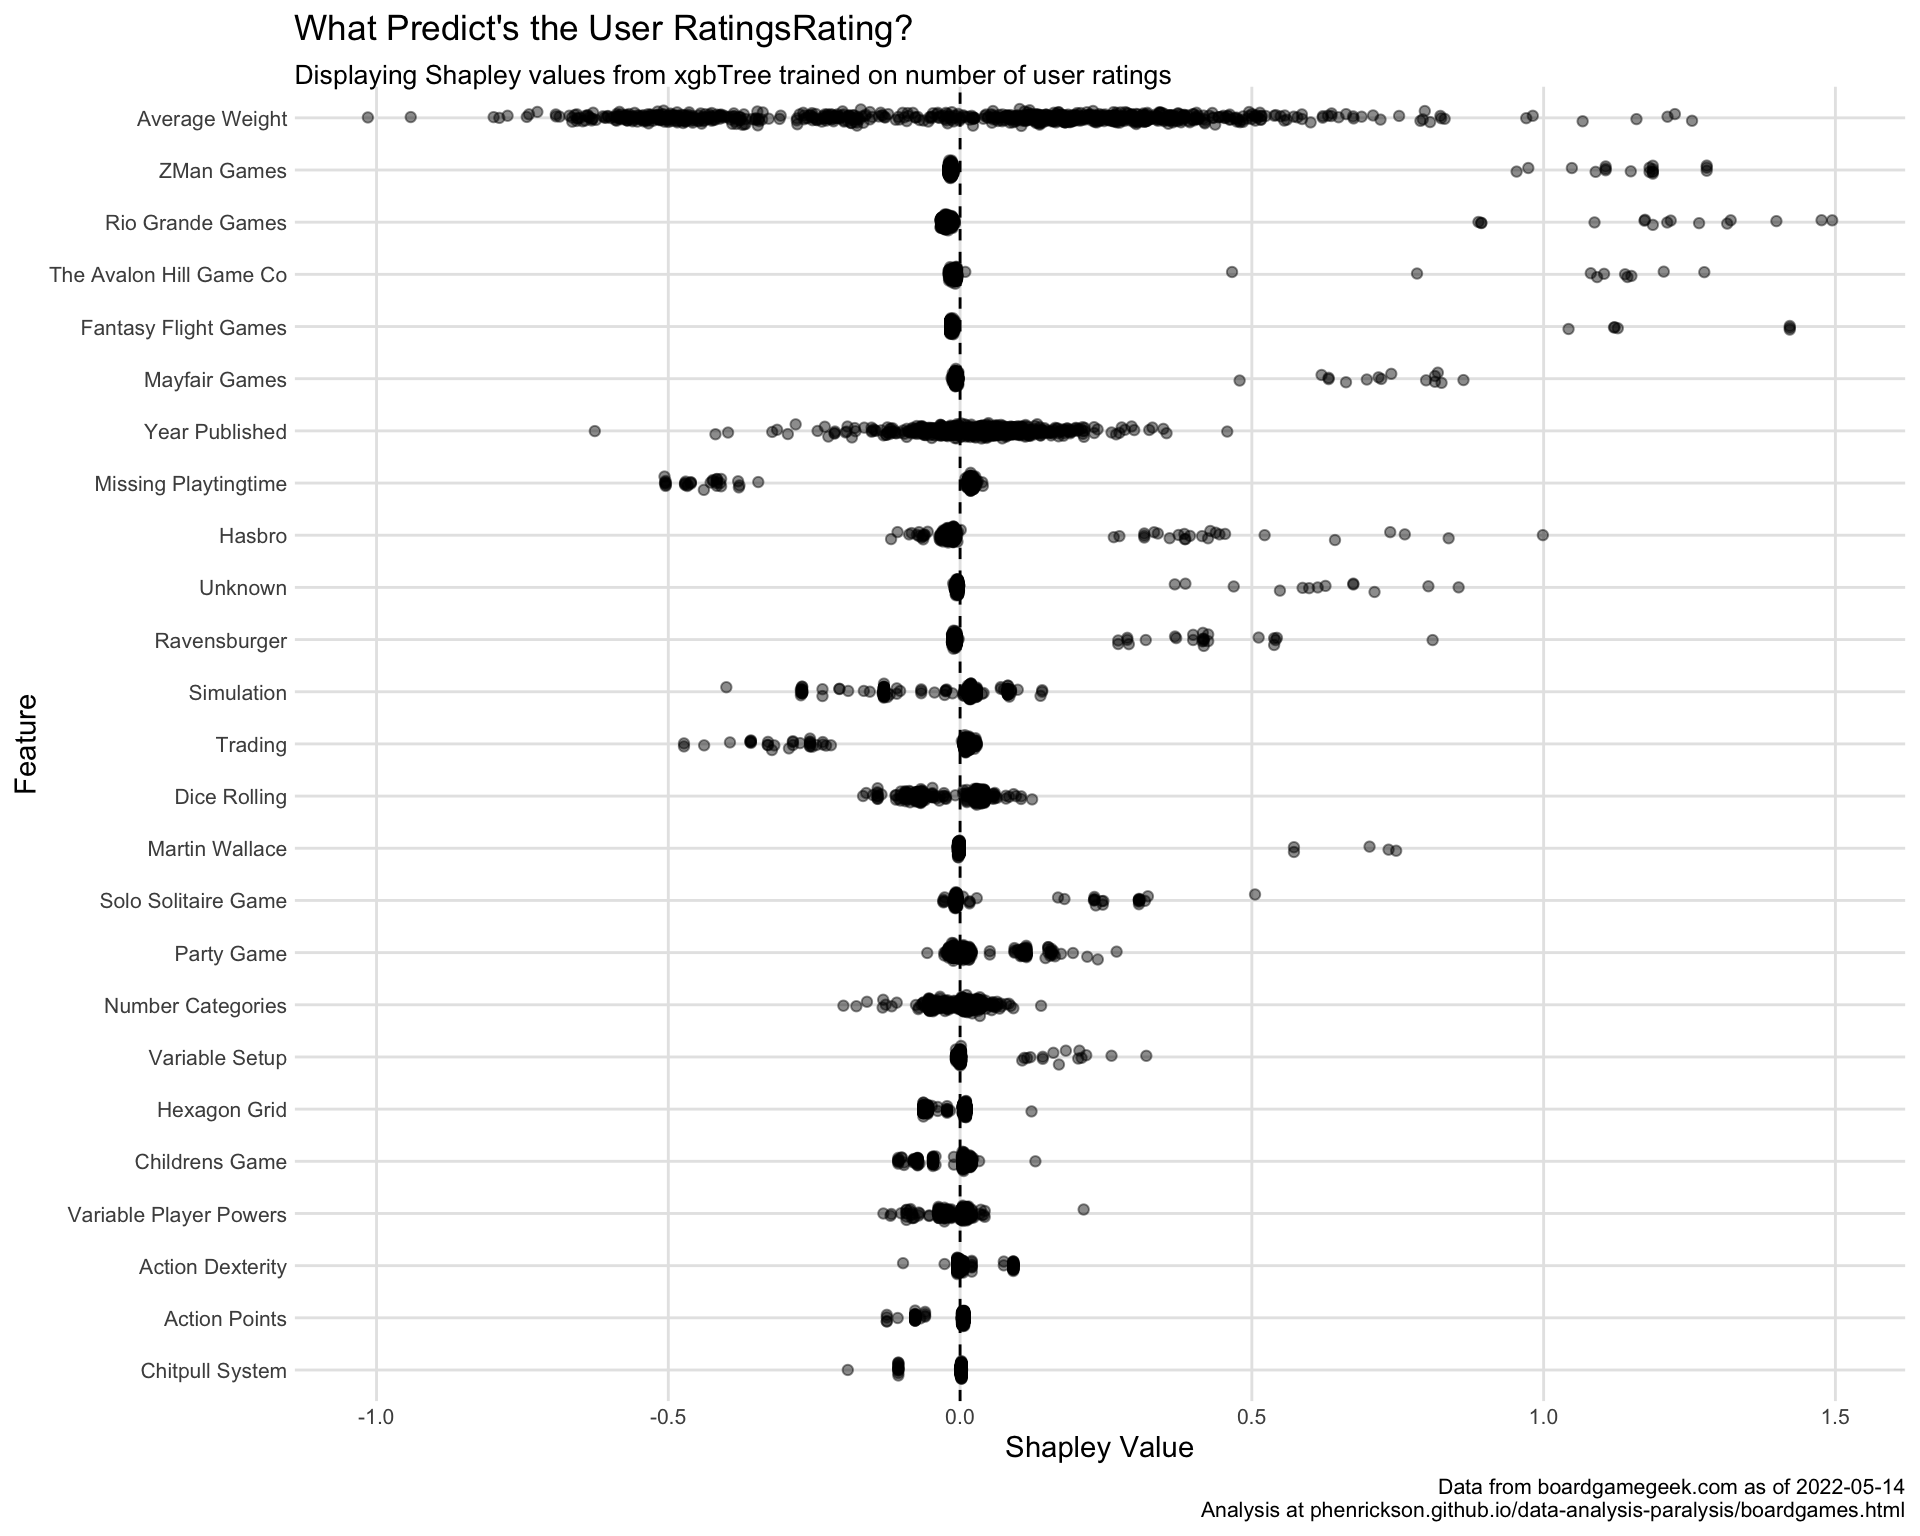 What Predict's the User RatingsRating?
Displaying Shapley values from xgbTree trained on number of user ratings
Feature
Average Weight
ZMan Games
Rio Grande Games
The Avalon Hill Game Co
Fantasy Flight Games
Mayfair Games
Year Published
Missing Playtingtime
Hasbro
Unknown
Ravensburger
Simulation
Trading
Dice Rolling
Martin Wallace
Solo Solitaire Game
Party Game
Number Categories
Variable Setup
Hexagon Grid
Childrens Game
Variable Player Powers
Action Dexterity
Action Points
Chitpull System
-1.0 -0.5 0.0 0.5 1.0 1.5
Shapley Value
Data from boardgamegeek.com as of 2022-05-14
Analysis at phenrickson.github.io/data-analysis-paralysis/boardgames.html